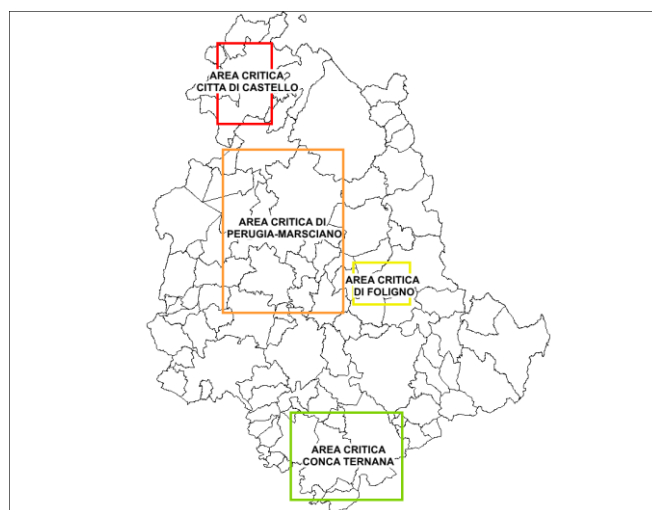 AREA CRITICA
CITTA DI CASTELLO
AREA CRITICA DI
PERUGIA-MARSCIANO
AREA CRITICA
DI FOLIGNO
AREA CRITICA
CONCA TERNANA